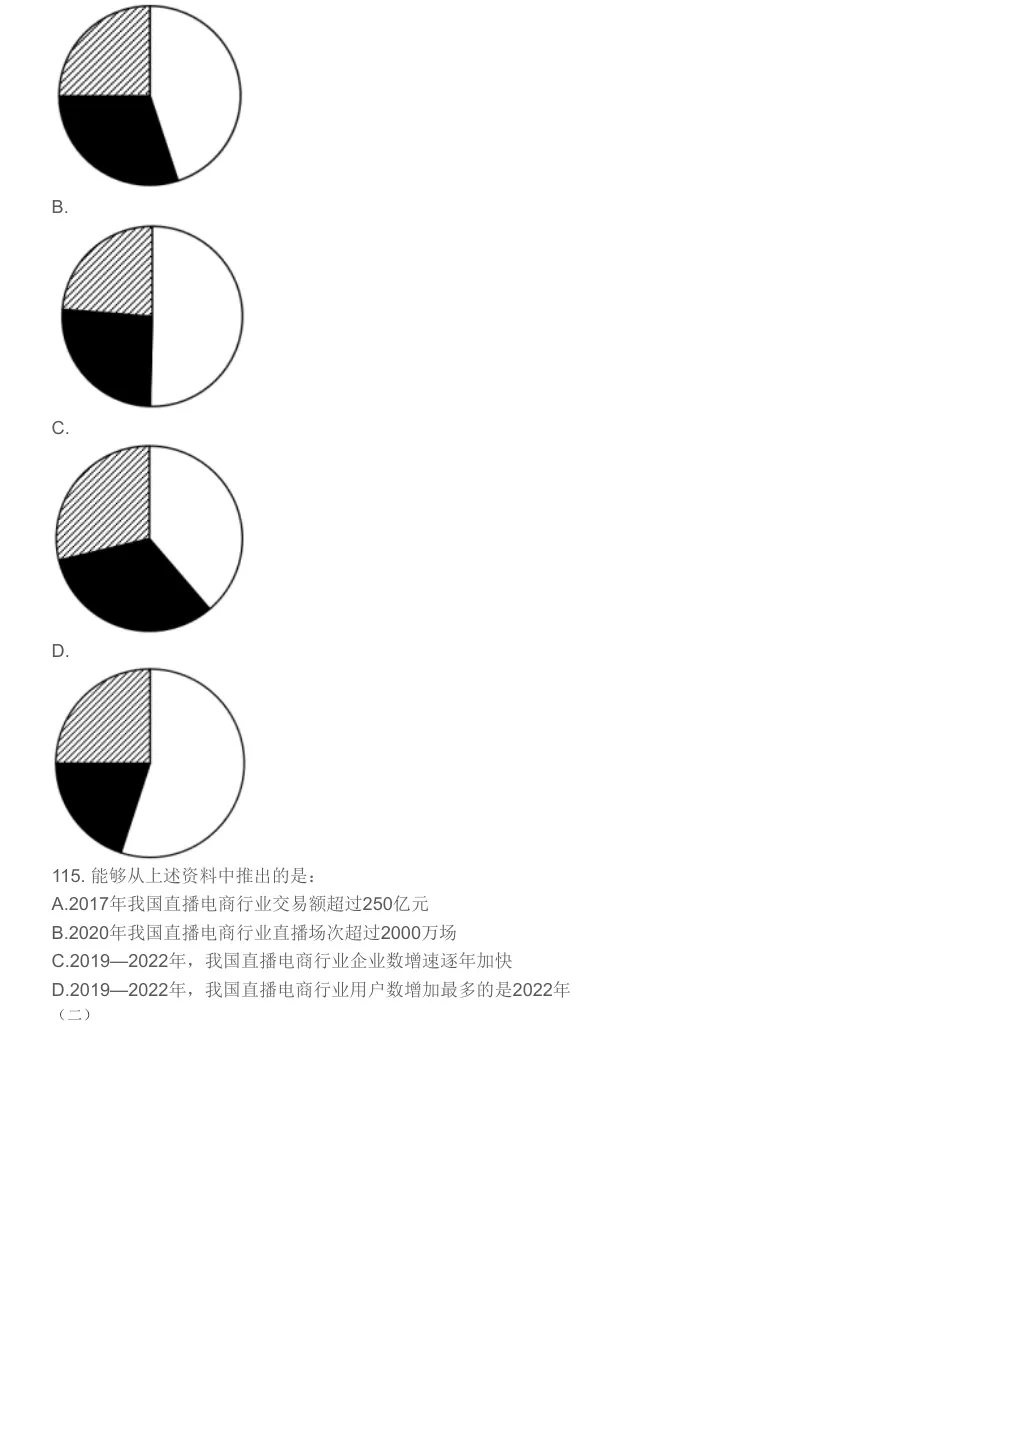 B.
C.
D.
115. 能够从上述资料中推出的是：
A.2017年我国直播电商行业交易额超过250亿元
B.2020年我国直播电商行业直播场次超过2000万场
C.2019—2022年，我国直播电商行业企业数增速逐年加快
D.2019—2022年，我国直播电商行业用户数增加最多的是2022年
（二）